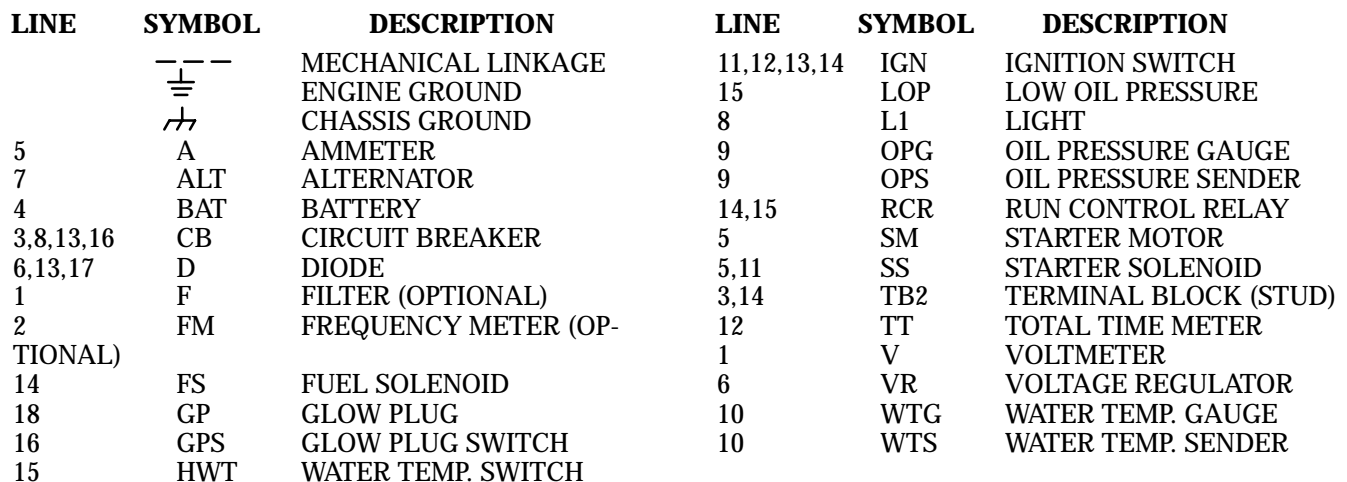 LINE SYMBOL DESCRIPTION
MECHANICAL LINKAGE
ENGINE GROUND
CHASSIS GROUND
5 A AMMETER
7 ALT ALTERNATOR
4 BAT BATTERY
3,8,13,16 CB CIRCUIT BREAKER
6,13,17 D DIODE
1 F FILTER (OPTIONAL)
2 FM FREQUENCY METER (OP-
TIONAL)
14 FS FUEL SOLENOID
18 GP GLOW PLUG
16 GPS GLOW PLUG SWITCH
15 HWT WATER TEMP. SWITCH
LINE SYMBOL DESCRIPTION
11,12,13,14 IGN IGNITION SWITCH
15 LOP LOW OIL PRESSURE
8 L1 LIGHT
9 OPG OIL PRESSURE GAUGE
9 OPS OIL PRESSURE SENDER
14,15 RCR RUN CONTROL RELAY
5 SM STARTER MOTOR
5,11 SS STARTER SOLENOID
3,14 TB2 TERMINAL BLOCK (STUD)
12 TT TOTAL TIME METER
1 V VOLTMETER
6 VR VOLTAGE REGULATOR
10 WTG WATER TEMP. GAUGE
10 WTS WATER TEMP. SENDER